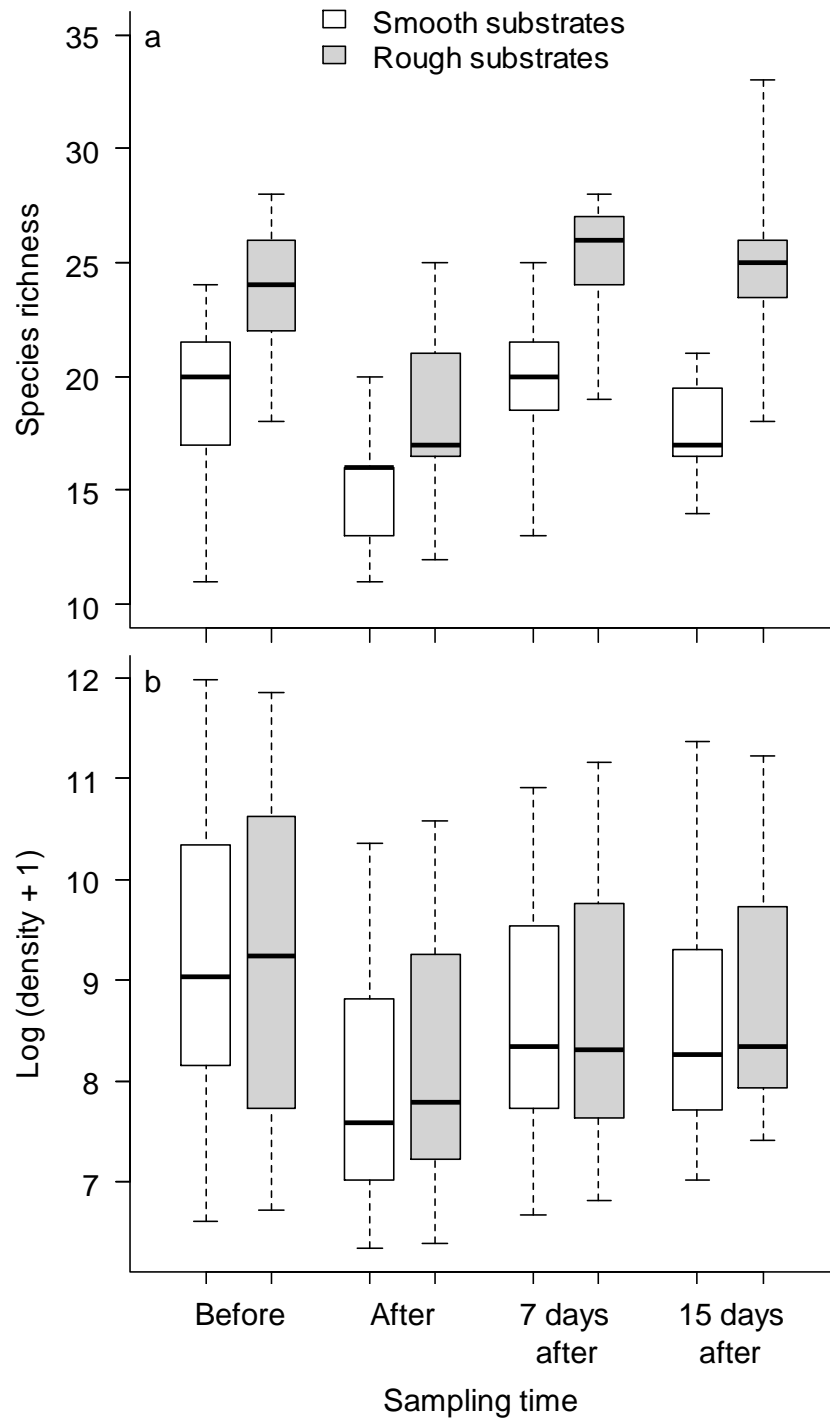 a
Smooth substrates
Rough substrates
35
30
25
20
15
10
Species richness
b
12
11
10
9
8
7
Log (density + 1)
Before
After
7 days after
15 days after
Sampling time